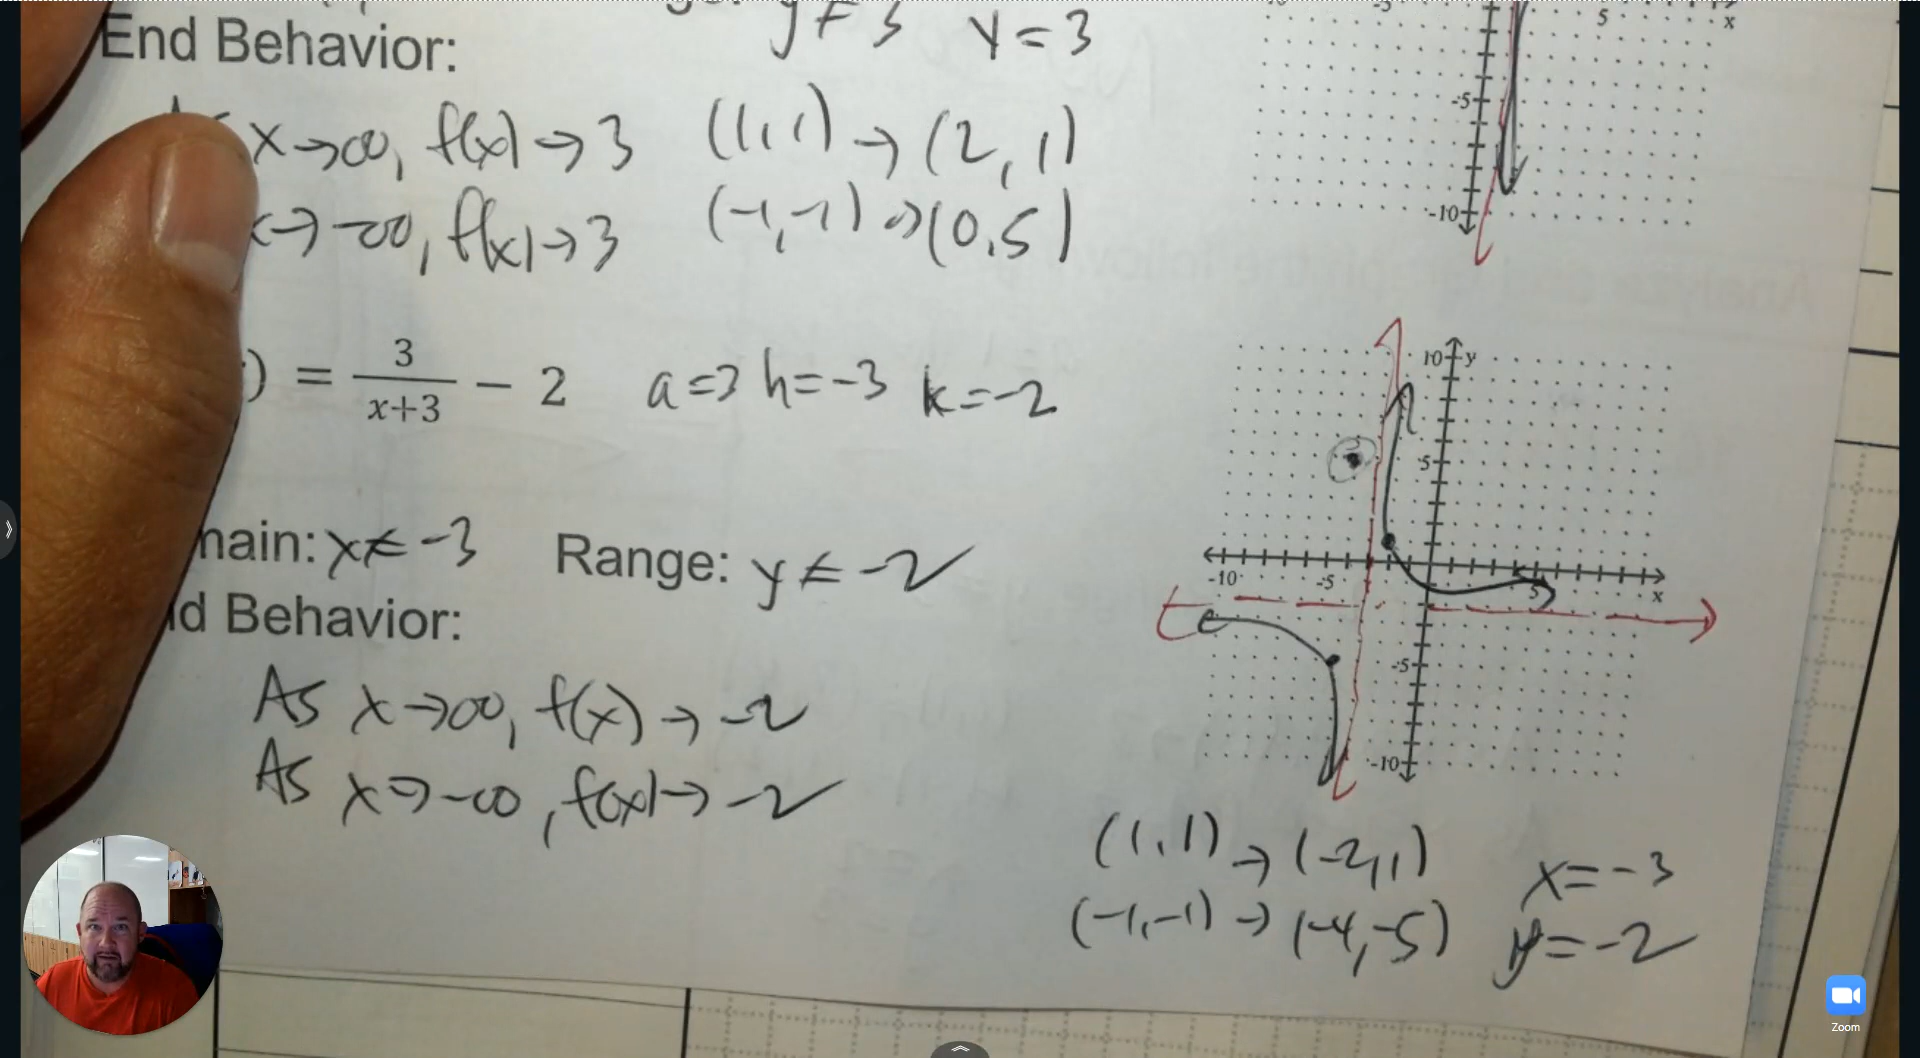 End Behavior:
y ≠ 3 y = 3
x→∞, f(x)→3 (1,1)→(2,1)
x→-∞, f(x)→3 (-1,-1)→(0,5)
) = 3/(x+3) − 2 a=3 h=-3 k=-2
main: x≠-3 Range: y≠-2
d Behavior:
As x→∞, f(x)→-2
As x→-∞, f(x)→-2
5
x
-5
-10
10 y
5
-10 -5 5 x
-5
-10
(1,1)→(-2,1) x=-3
(-1,-1)→(-4,-5) y=-2
Zoom